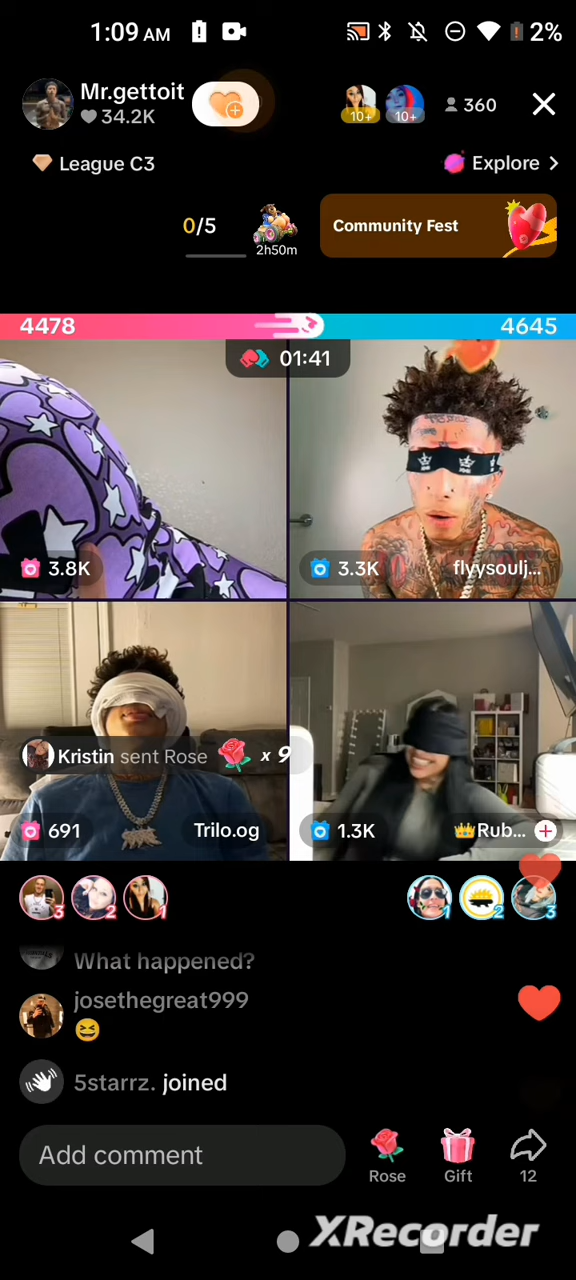 1:09 AM
2%
Mr.gettoit
34.2K
10+
10+
360
League C3
Explore >
0/5
2h50m
Community Fest
4478
4645
01:41
3.8K
3.3K
flyysoulj...
Kristin sent Rose x 9
691
Trilo.og
1.3K
Rub...
3
2
1
1
2
3
What happened?
josethegreat999
😆
5starrz. joined
Add comment
Rose
Gift
12
XRecorder